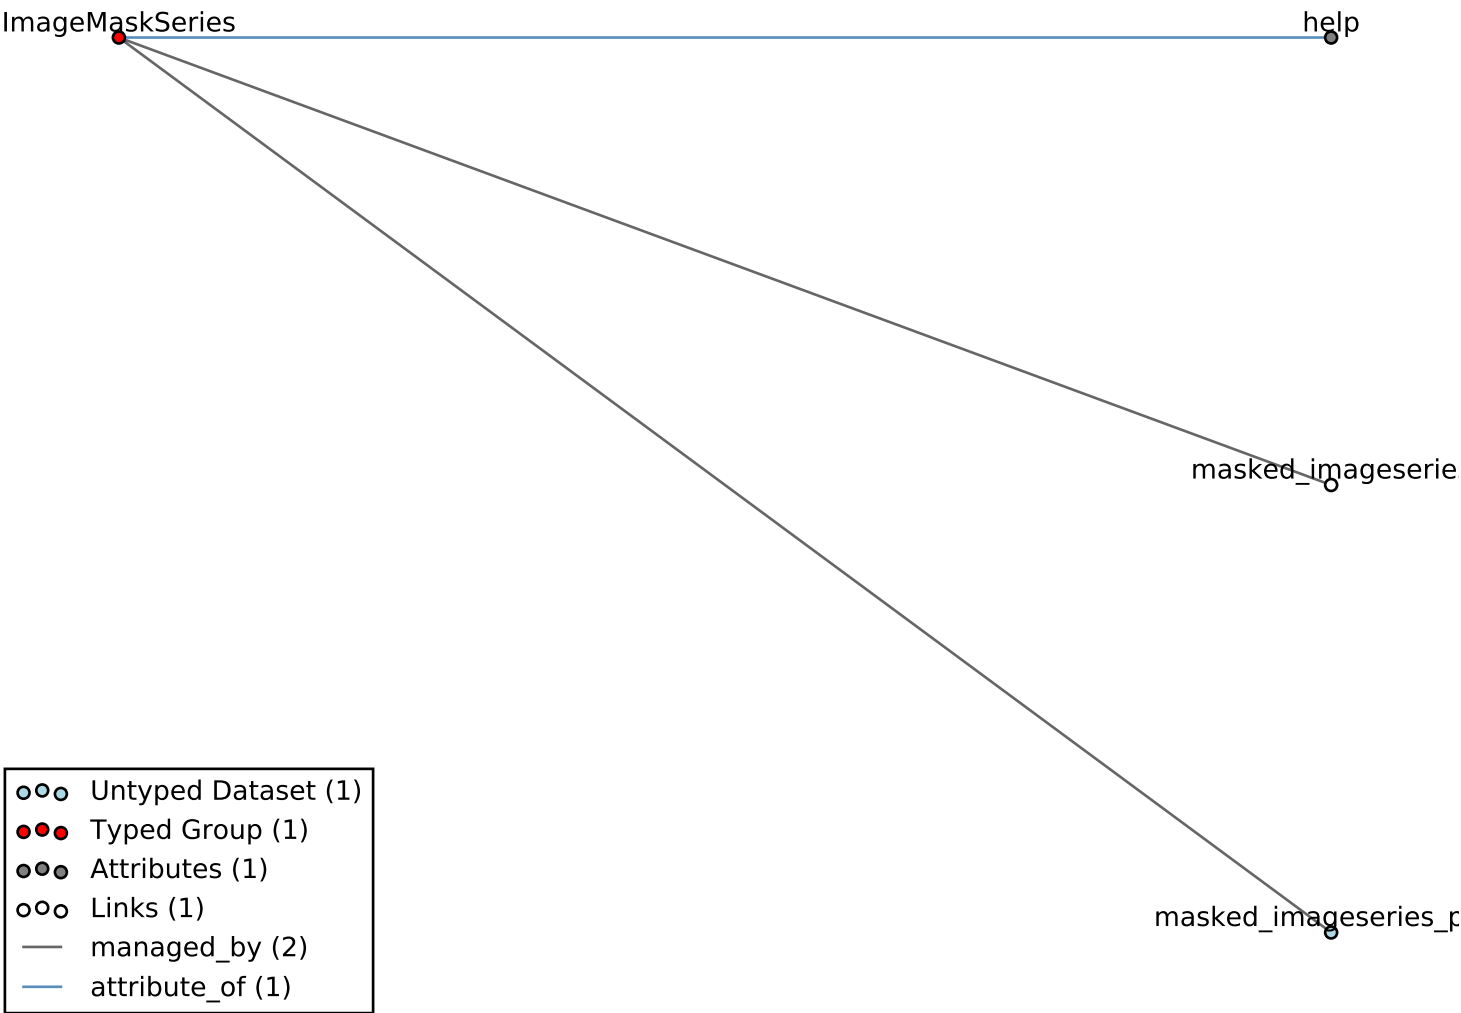 ImageMaskSeries
help
masked_imageserie
masked_imageseries_p
Untyped Dataset (1)
Typed Group (1)
Attributes (1)
Links (1)
managed_by (2)
attribute_of (1)